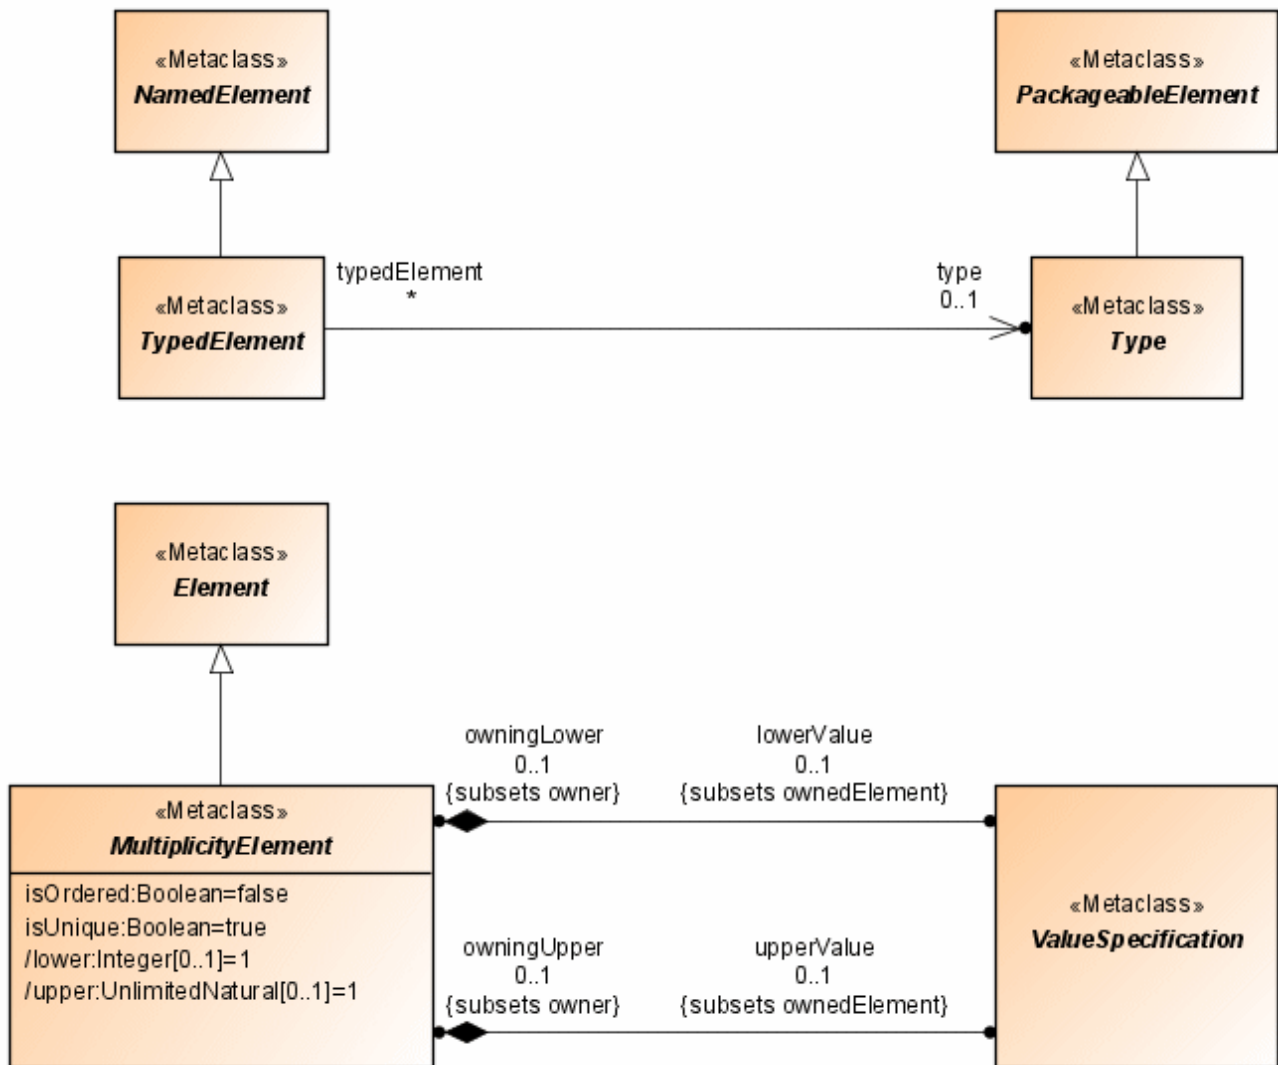 «Metaclass»
NamedElement
«Metaclass»
PackageableElement
«Metaclass»
TypedElement
typedElement
*
type
0..1
«Metaclass»
Type
«Metaclass»
Element
«Metaclass»
MultiplicityElement
isOrdered:Boolean=false
isUnique:Boolean=true
/lower:Integer[0..1]=1
/upper:UnlimitedNatural[0..1]=1
owningLower
0..1
{subsets owner}
lowerValue
0..1
{subsets ownedElement}
owningUpper
0..1
{subsets owner}
upperValue
0..1
{subsets ownedElement}
«Metaclass»
ValueSpecification